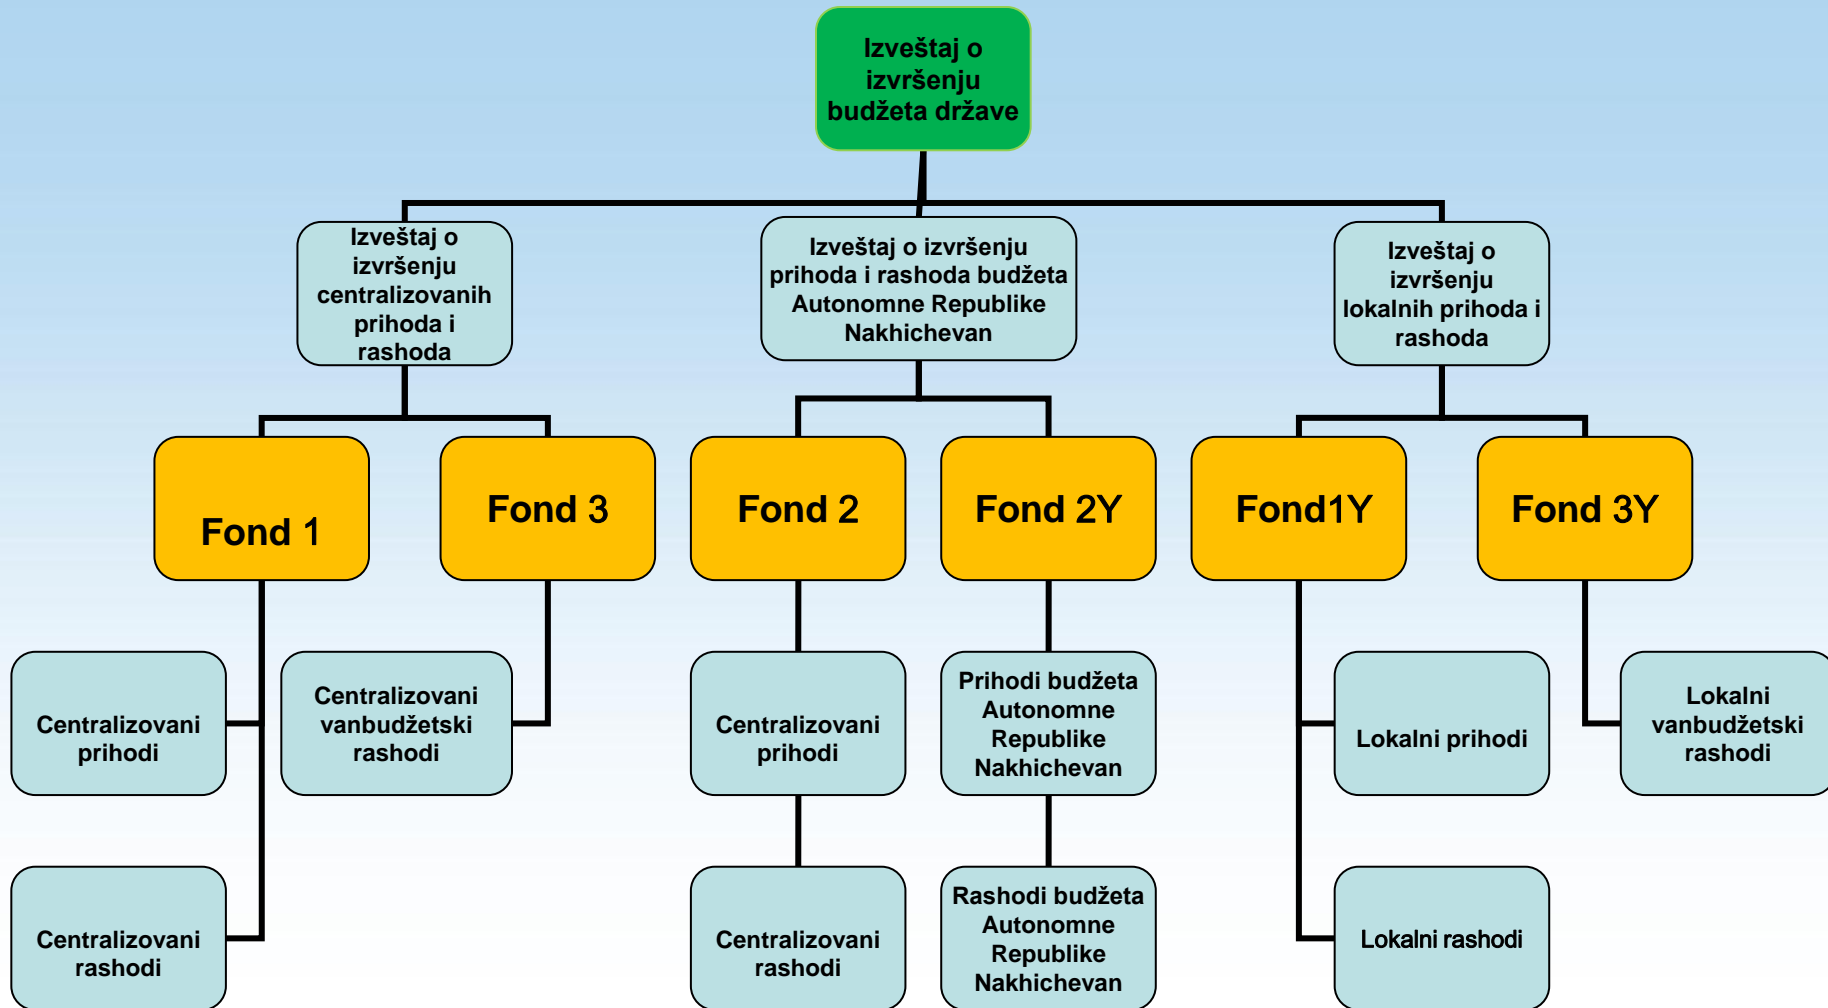 Izveštaj o
izvršenju
budžeta države
Izveštaj o
izvršenju
centralizovanih
prihoda i
rashoda
Izveštaj o izvršenju
prihoda i rashoda budžeta
Autonomne Republike
Nakhichevan
Izveštaj o
izvršenju
lokalnih prihoda i
rashoda
Fond 1
Fond 3
Fond 2
Fond 2Y
Fond1Y
Fond 3Y
Centralizovani
prihodi
Centralizovani
vanbudžetski
rashodi
Centralizovani
prihodi
Prihodi budžeta
Autonomne
Republike
Nakhichevan
Lokalni prihodi
Lokalni
vanbudžetski
rashodi
Centralizovani
rashodi
Centralizovani
rashodi
Rashodi budžeta
Autonomne
Republike
Nakhichevan
Lokalni rashodi